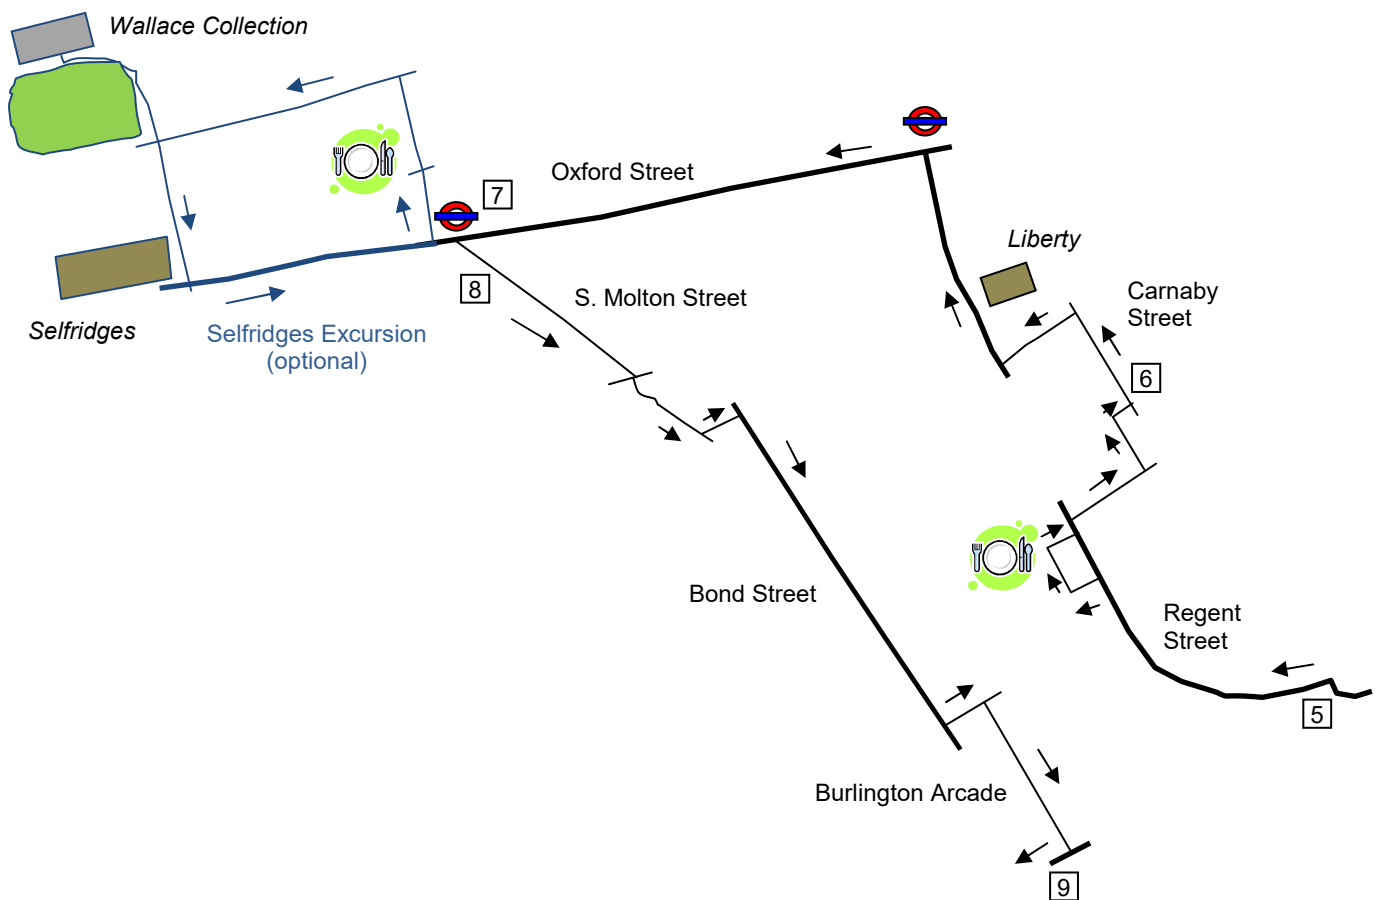 Wallace Collection
7
Oxford Street
Liberty
8
S. Molton Street
Carnaby
Street
Selfridges
Selfridges Excursion
(optional)
6
Bond Street
Regent
Street
5
Burlington Arcade
9